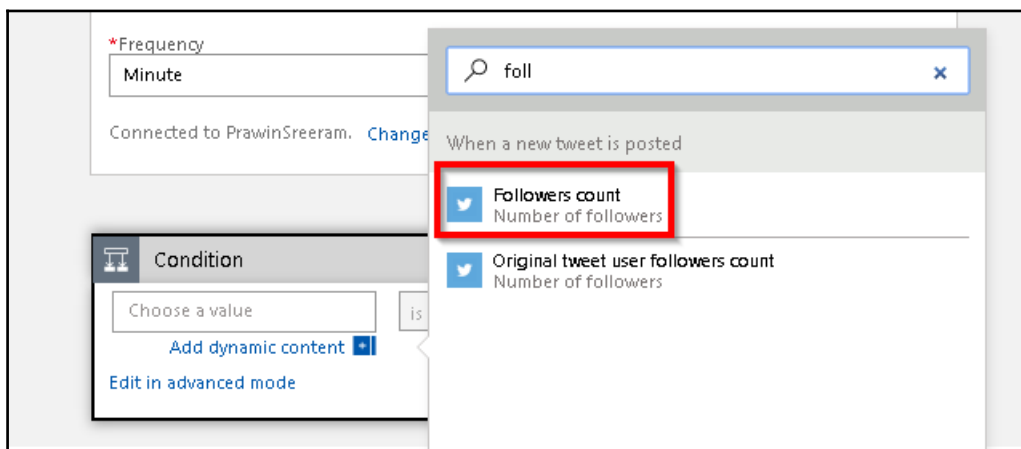 *Frequency
Minute
Connected to PrawinSreeram. Change
Condition
Choose a value
is
Add dynamic content
Edit in advanced mode
foll
When a new tweet is posted
Followers count
Number of followers
Original tweet user followers count
Number of followers